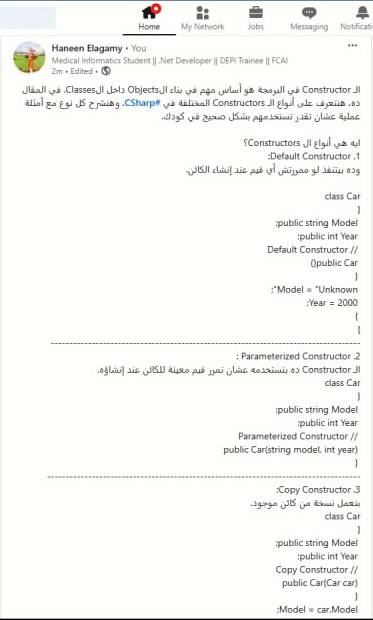 Home
My Network
Jobs
Messaging
Notificati
Haneen Elagamy • You
Medical Informatics Student || .Net Developer || DEPI Trainee || FCAI
2m • Edited •
الـ Constructor في البرمجة هو أساس مهم في بناء الـObjects داخل الـClasses. في المقال
ده، هنتعرف على أنواع الـ Constructors المختلفة في #CSharp، وهنشرح كل نوع مع أمثلة
عملية عشان تقدر تستخدمهم بشكل صحيح في كودك.
ايه هي أنواع ال Constructors؟
1. Default Constructor:
وده بيتنفذ لو ممررتش أي قيم عند إنشاء الكائن.
class Car
{
public string Model;
public int Year;
// Default Constructor
public Car()
{
Model = "Unknown";
Year = 2000;
}
}
--------------------------------------------------------------------------------
2. Parameterized Constructor :
الـ Constructor ده بنستخدمه عشان نمرر قيم معينة للكائن عند إنشاؤه.
class Car
{
public string Model;
public int Year;
// Parameterized Constructor
public Car(string model, int year)
{
--------------------------------------------------------------------------------
3. Copy Constructor:
بنعمل نسخة من كائن موجود.
class Car
{
public string Model;
public int Year;
// Copy Constructor
public Car(Car car)
{
Model = car.Model;